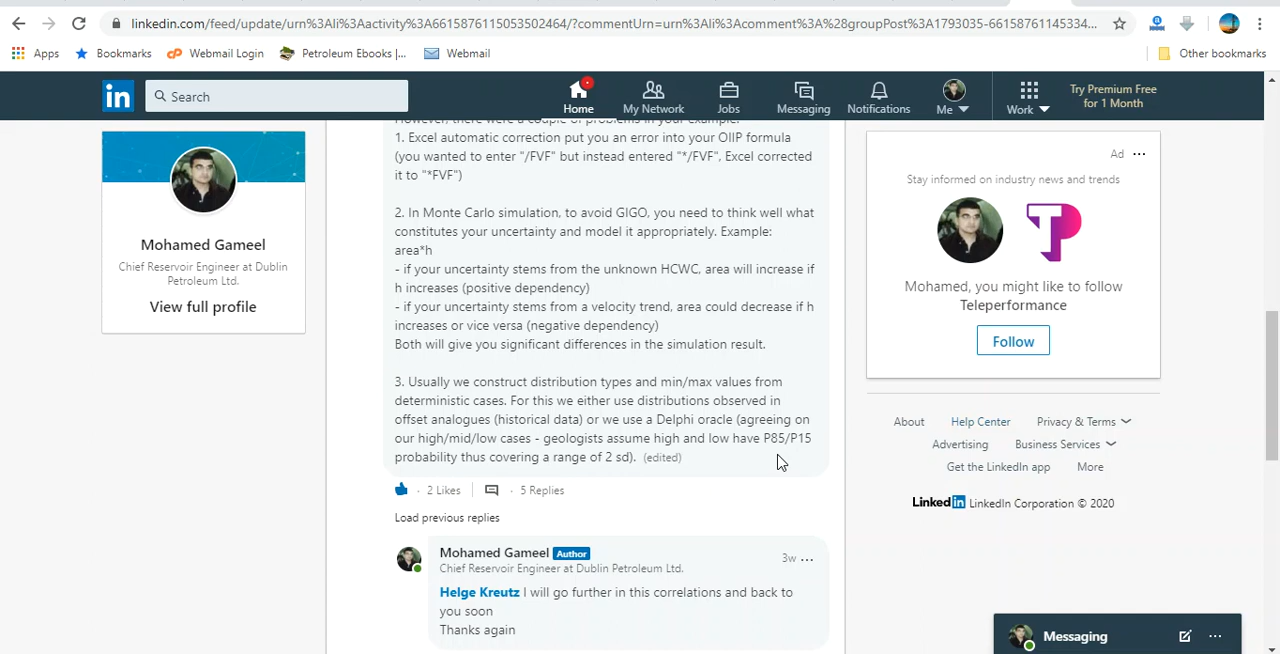 linkedin.com/feed/update/urn%3Ali%3Aactivity%3A6615876115053502464/?commentUrn=urn%3Ali%3Acomment%3A%28groupPost%3A1793035-66158761145334...
Apps Bookmarks Webmail Login Petroleum Ebooks |... Webmail Other bookmarks
in Search Home My Network Jobs Messaging Notifications Me Work Try Premium Free
for 1 Month
However, there were a couple of problems in your example:
1. Excel automatic correction put you an error into your OIIP formula
(you wanted to enter "/FVF" but instead entered "*/FVF", Excel corrected
it to "*FVF")
2. In Monte Carlo simulation, to avoid GIGO, you need to think well what
constitutes your uncertainty and model it appropriately. Example:
area*h
- if your uncertainty stems from the unknown HCWC, area will increase if
h increases (positive dependency)
- if your uncertainty stems from a velocity trend, area could decrease if h
increases or vice versa (negative dependency)
Both will give you significant differences in the simulation result.
3. Usually we construct distribution types and min/max values from
deterministic cases. For this we either use distributions observed in
offset analogues (historical data) or we use a Delphi oracle (agreeing on
our high/mid/low cases - geologists assume high and low have P85/P15
probability thus covering a range of 2 sd). (edited)
2 Likes · 5 Replies
Load previous replies
Mohamed Gameel Author 3w ...
Chief Reservoir Engineer at Dublin Petroleum Ltd.
Helge Kreutz I will go further in this correlations and back to
you soon
Thanks again
Mohamed Gameel
Chief Reservoir Engineer at Dublin
Petroleum Ltd.
View full profile
Ad ...
Stay informed on industry news and trends
Mohamed, you might like to follow
Teleperformance
Follow
About Help Center Privacy & Terms
Advertising Business Services
Get the LinkedIn app More
Linkedin LinkedIn Corporation © 2020
Messaging ...